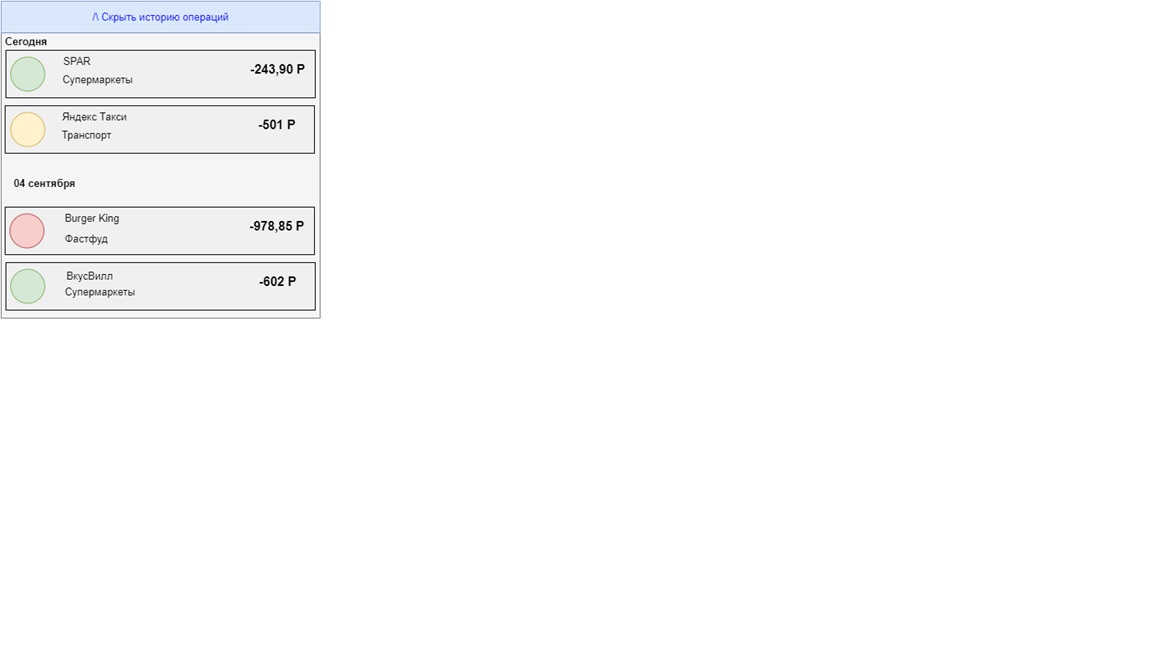 /\ Скрыть историю операций
Сегодня
SPAR
-243,90 Р
Супермаркеты
Яндекс Такси
-501 Р
Транспорт
04 сентября
Burger King
-978,85 Р
Фастфуд
ВкусВилл
-602 Р
Супермаркеты